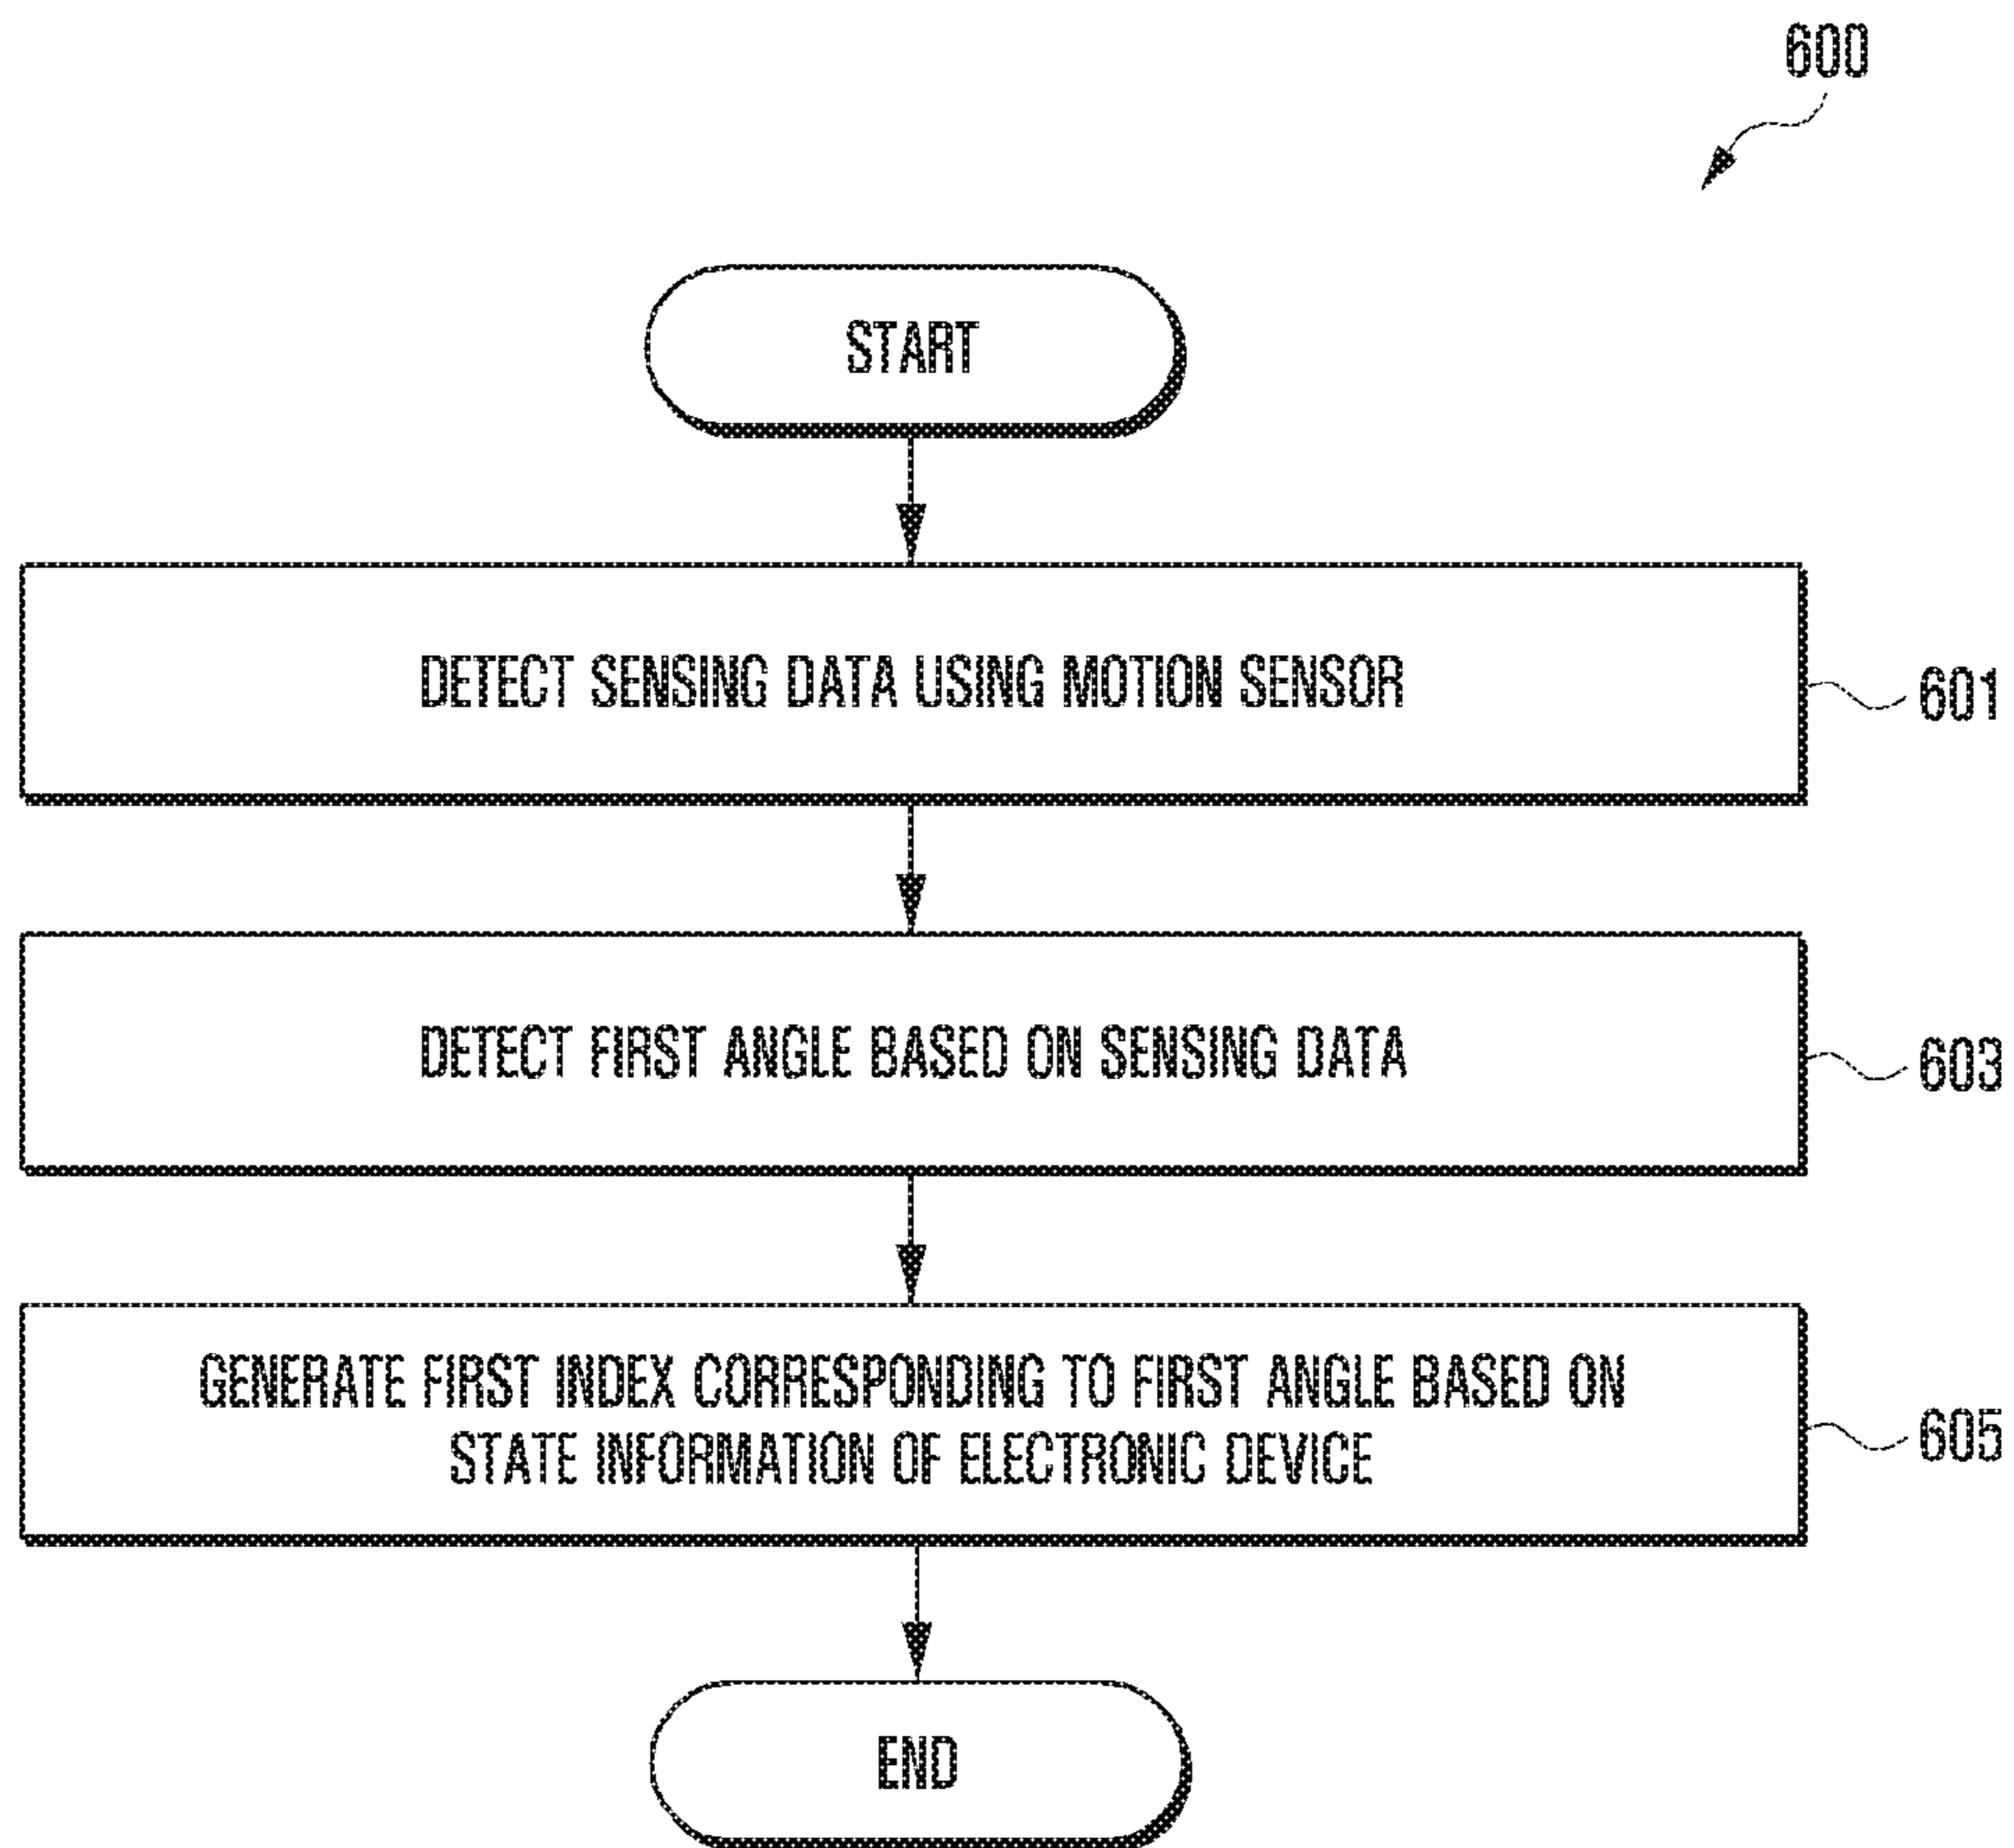 600
START
DETECT SENSING DATA USING MOTION SENSOR
601
DETECT FIRST ANGLE BASED ON SENSING DATA
603
GENERATE FIRST INDEX CORRESPONDING TO FIRST ANGLE BASED ON
STATE INFORMATION OF ELECTRONIC DEVICE
605
END